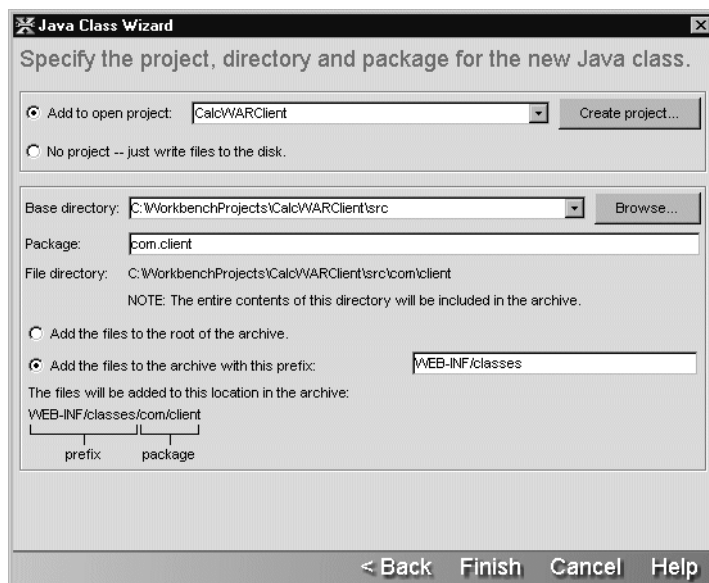 Java Class Wizard
Specify the project, directory and package for the new Java class.
Add to open project: CalcWARClient Create project...
No project -- just write files to the disk.
Base directory: C:\WorkbenchProjects\CalcWARClient\src Browse...
Package: com.client
File directory: C:\WorkbenchProjects\CalcWARClient\src\com\client
NOTE: The entire contents of this directory will be included in the archive.
Add the files to the root of the archive.
Add the files to the archive with this prefix: WEB-INF/classes
The files will be added to this location in the archive:
WEB-INF/classes/com/client
prefix package
< Back Finish Cancel Help